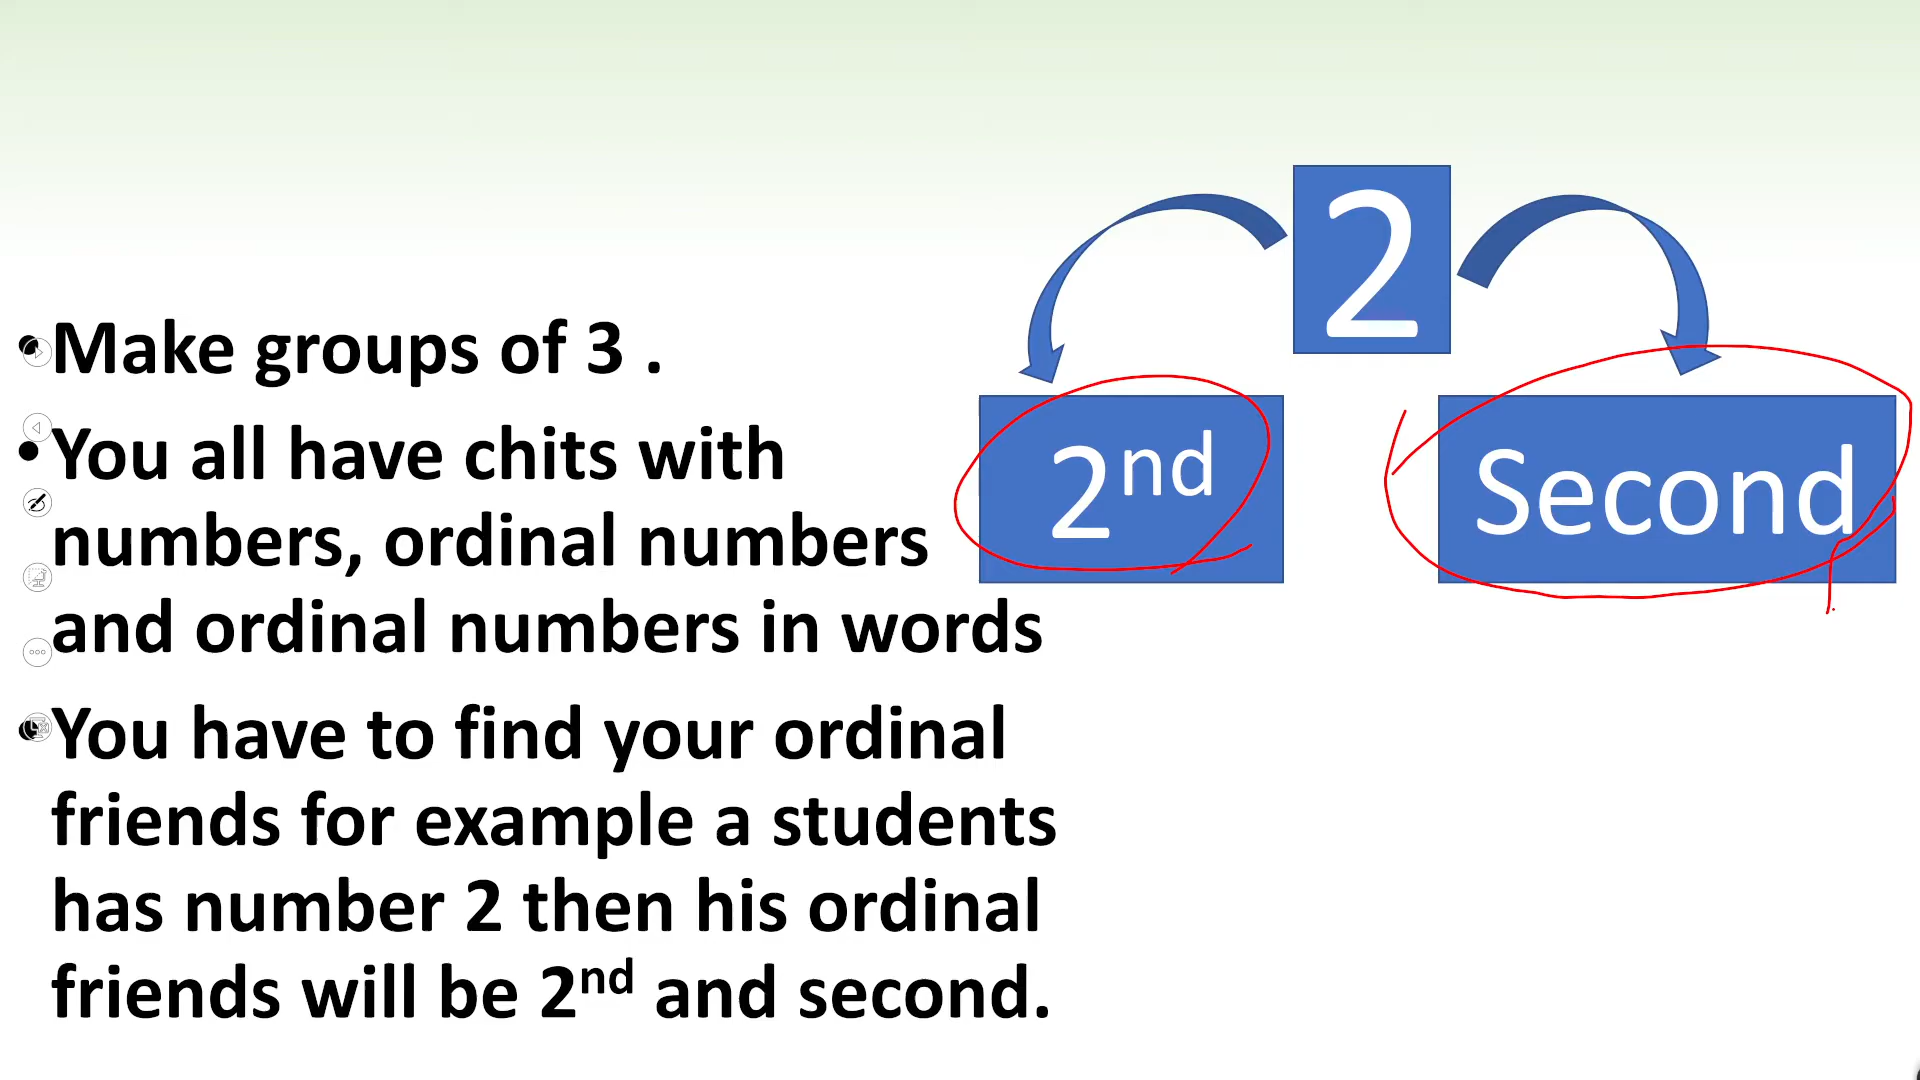 • Make groups of 3 .
• You all have chits with
numbers, ordinal numbers
and ordinal numbers in words
• You have to find your ordinal
friends for example a students
has number 2 then his ordinal
friends will be 2nd and second.
2
2nd
Second